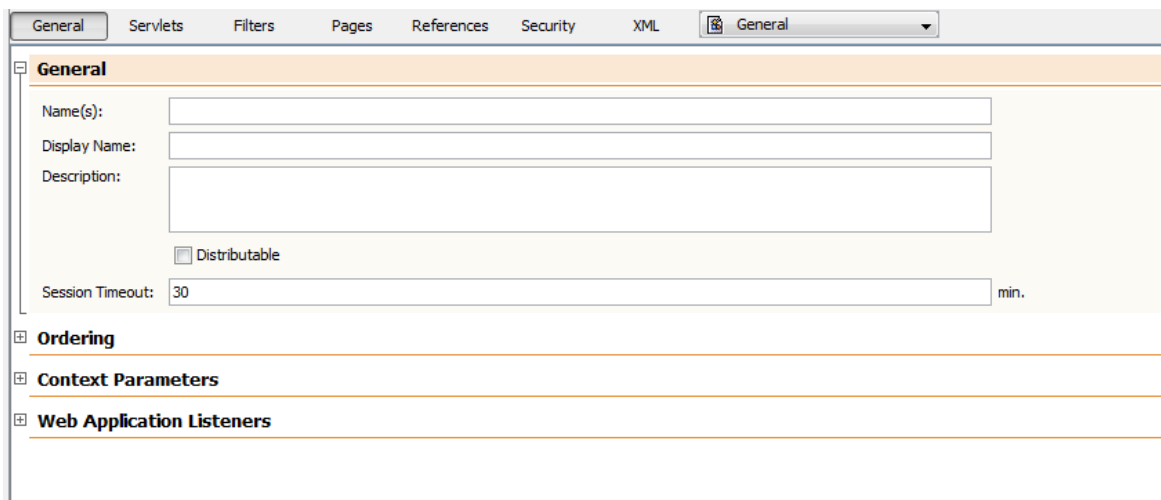 General Servlets Filters Pages References Security XML General
General
Name(s):
Display Name:
Description:
Distributable
Session Timeout: 30 min.
Ordering
Context Parameters
Web Application Listeners